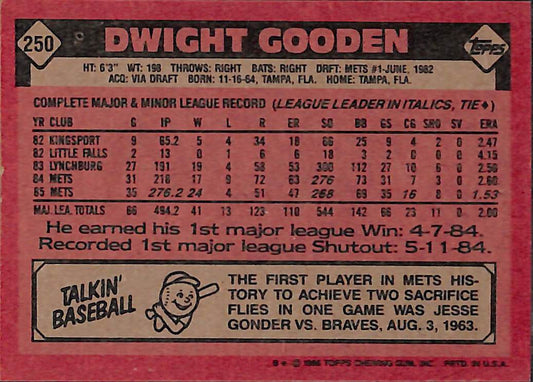 250
DWIGHT GOODEN
TOPPS
HT: 6'3" WT: 198 THROWS: RIGHT BATS: RIGHT DRFT: METS #1-JUNE, 1982
ACQ: VIA DRAFT BORN: 11-16-64, TAMPA, FLA. HOME: TAMPA, FLA.
COMPLETE MAJOR & MINOR LEAGUE RECORD (LEAGUE LEADER IN ITALICS, TIE♦)
YR CLUB G IP W L R ER SO BB GS CG SHO SV ERA
82 KINGSPORT 9 65.2 5 4 34 18 66 25 9 4 2 0 2.47
82 LITTLE FALLS 2 13 0 1 6 6 18 3 2 0 0 0 4.15
83 LYNCHBURG 27 191 19 4 58 53 300 112 27 10 6 0 2.50
84 METS 31 218 17 9 72 63 276 73 31 7 3 0 2.60
85 METS 35 276.2 24 4 51 47 268 69 35 16 8 0 1.53
MAJ. LEA. TOTALS 66 494.2 41 13 123 110 544 142 66 23 11 0 2.00
He earned his 1st major league Win: 4-7-84.
Recorded 1st major league Shutout: 5-11-84.
TALKIN'
BASEBALL
THE FIRST PLAYER IN METS HIS-
TORY TO ACHIEVE TWO SACRIFICE
FLIES IN ONE GAME WAS JESSE
GONDER VS. BRAVES, AUG. 3, 1963.
© 1986 TOPPS CHEWING GUM, INC. PRTD. IN U.S.A.